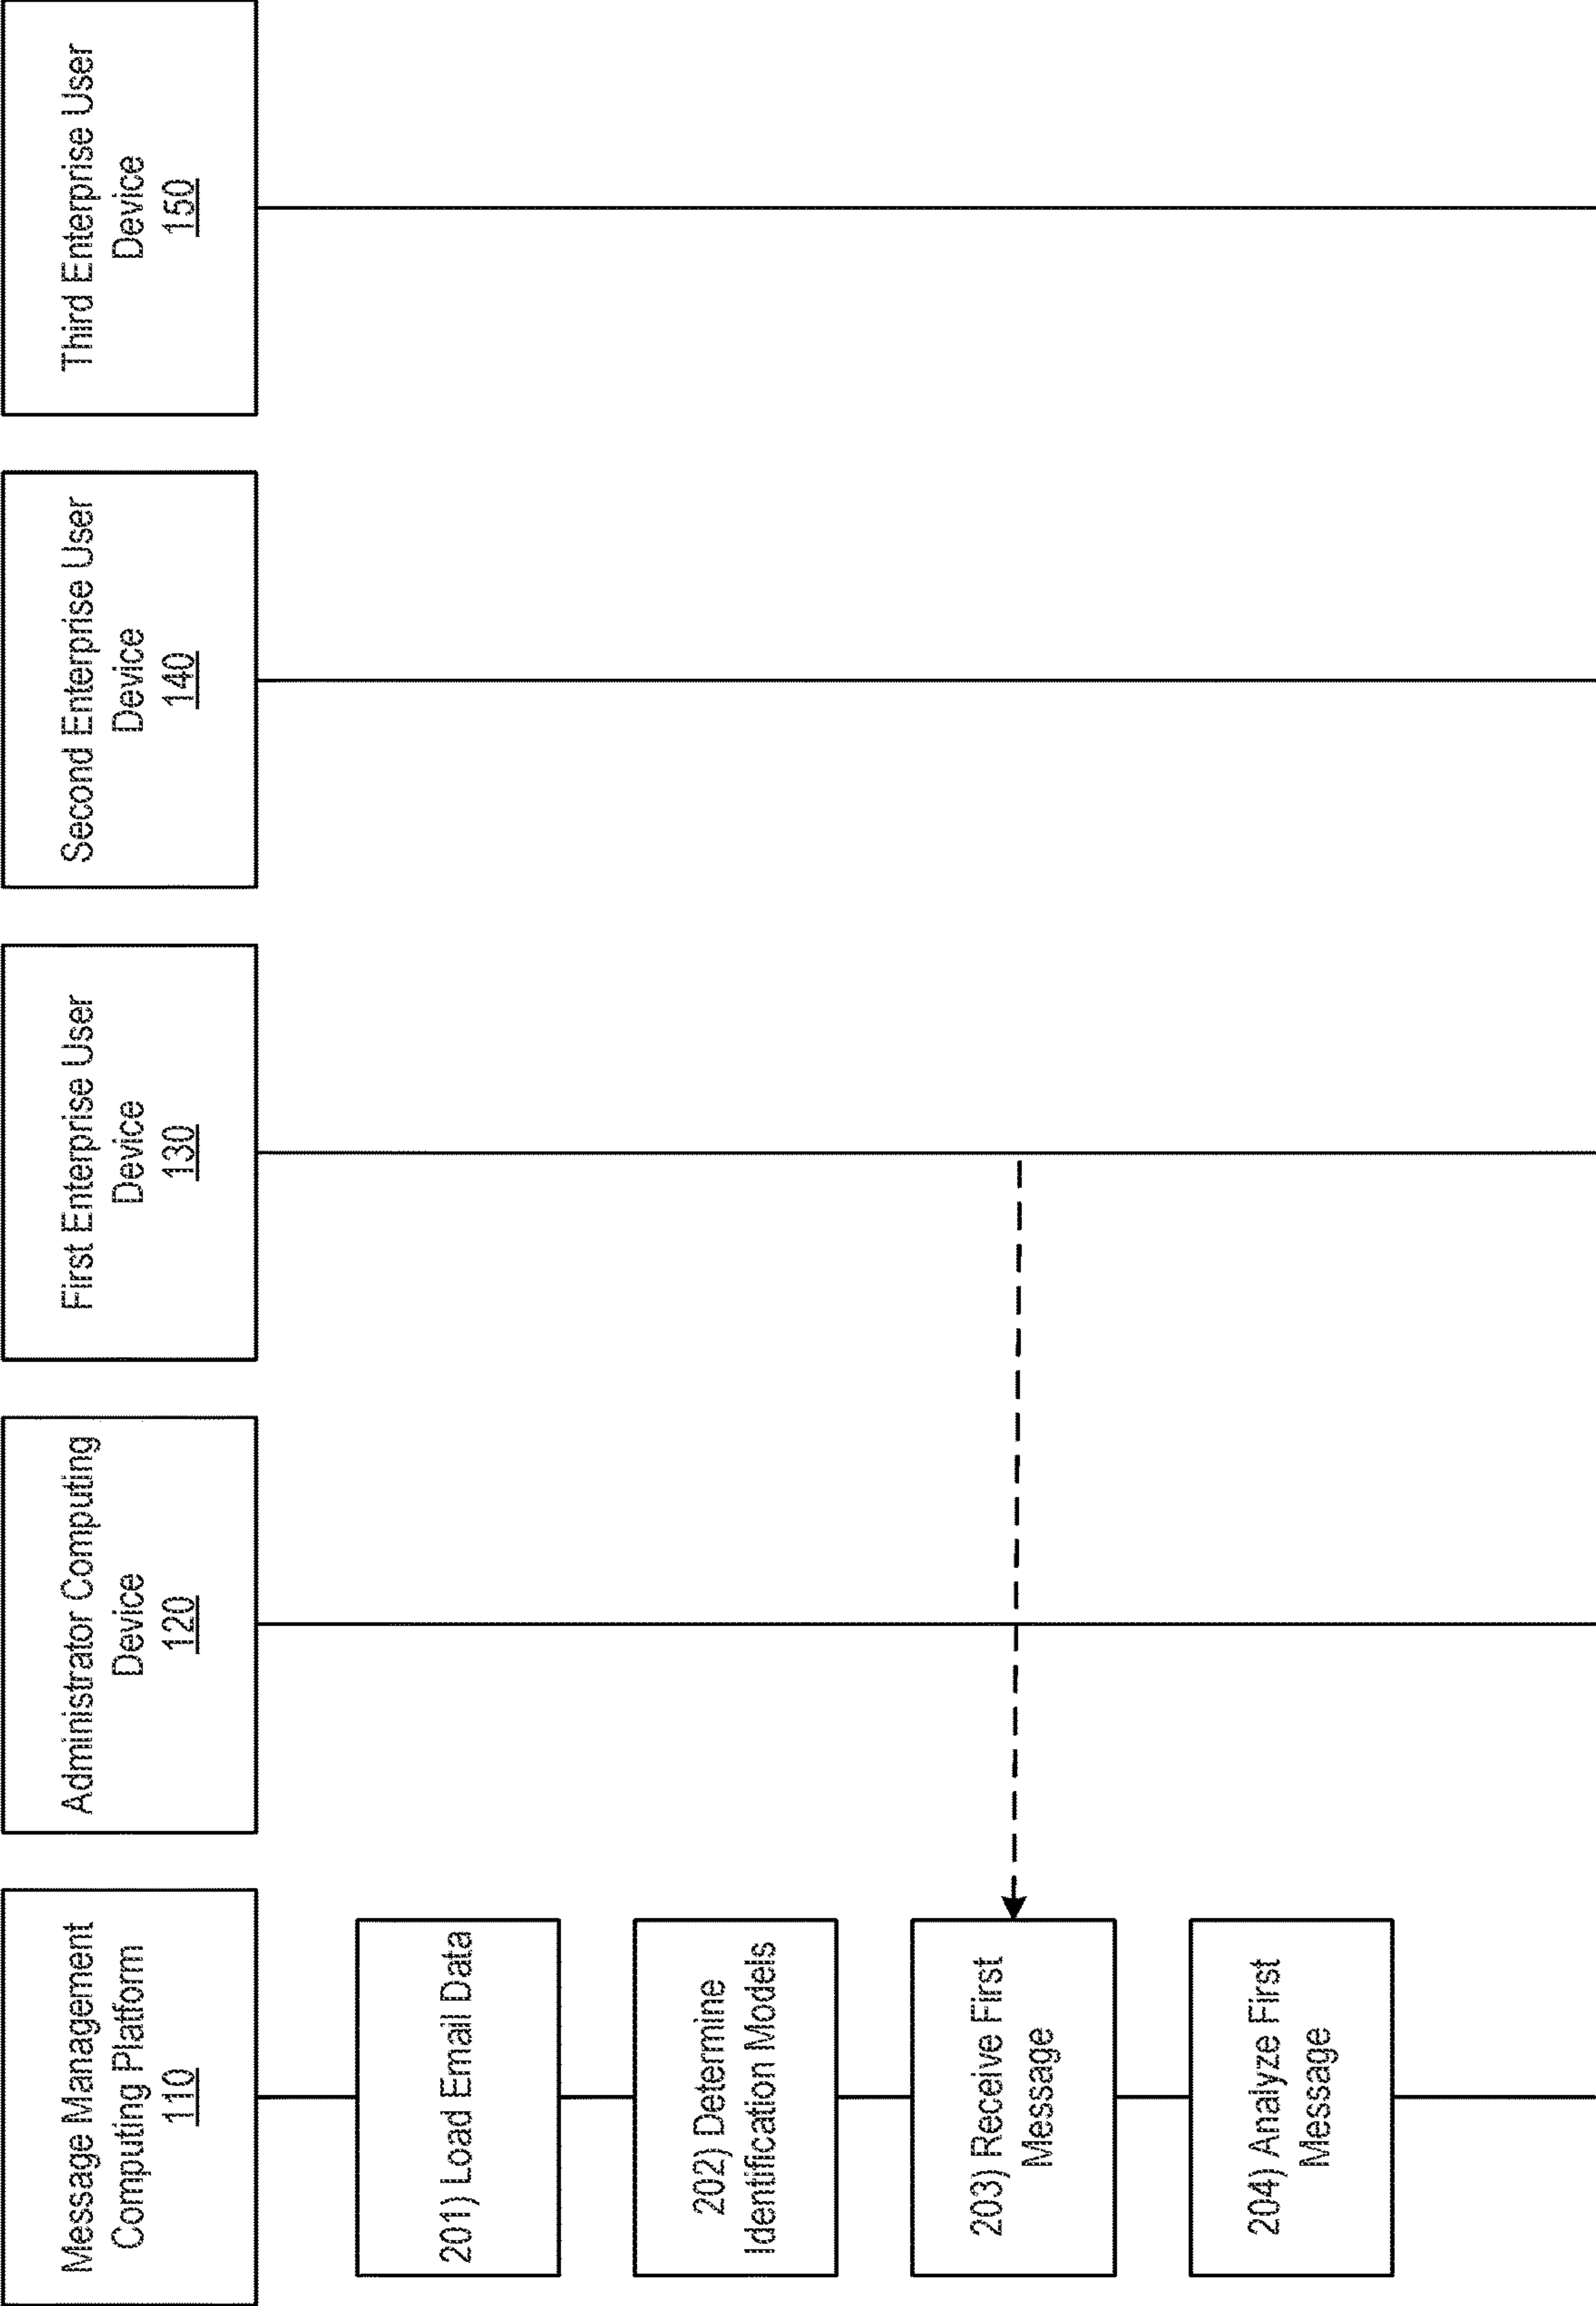 Message Management
Computing Platform
110
Administrator Computing
Device
120
First Enterprise User
Device
130
Second Enterprise User
Device
140
Third Enterprise User
Device
150
201) Load Email Data
202) Determine
Identification Models
203) Receive First
Message
204) Analyze First
Message